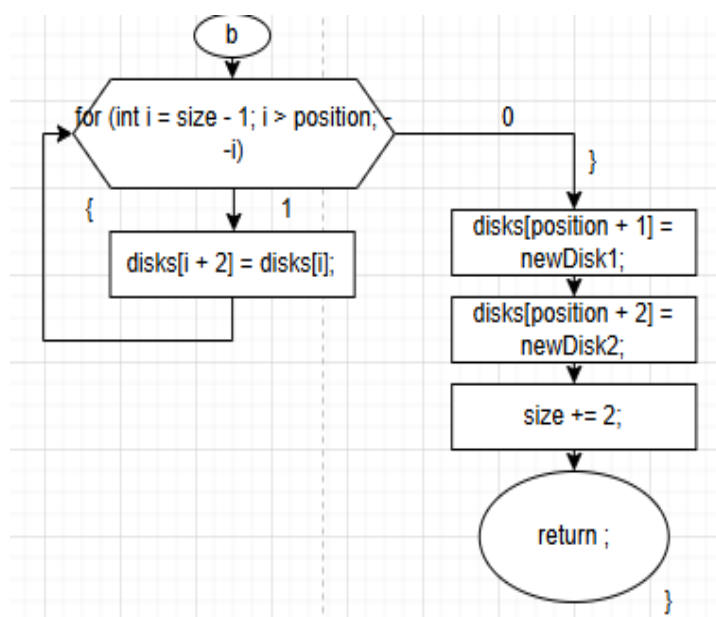 b
for (int i = size - 1; i > position; -
-i)
0
}
{
1
disks[i + 2] = disks[i];
disks[position + 1] =
newDisk1;
disks[position + 2] =
newDisk2;
size += 2;
return ;
}